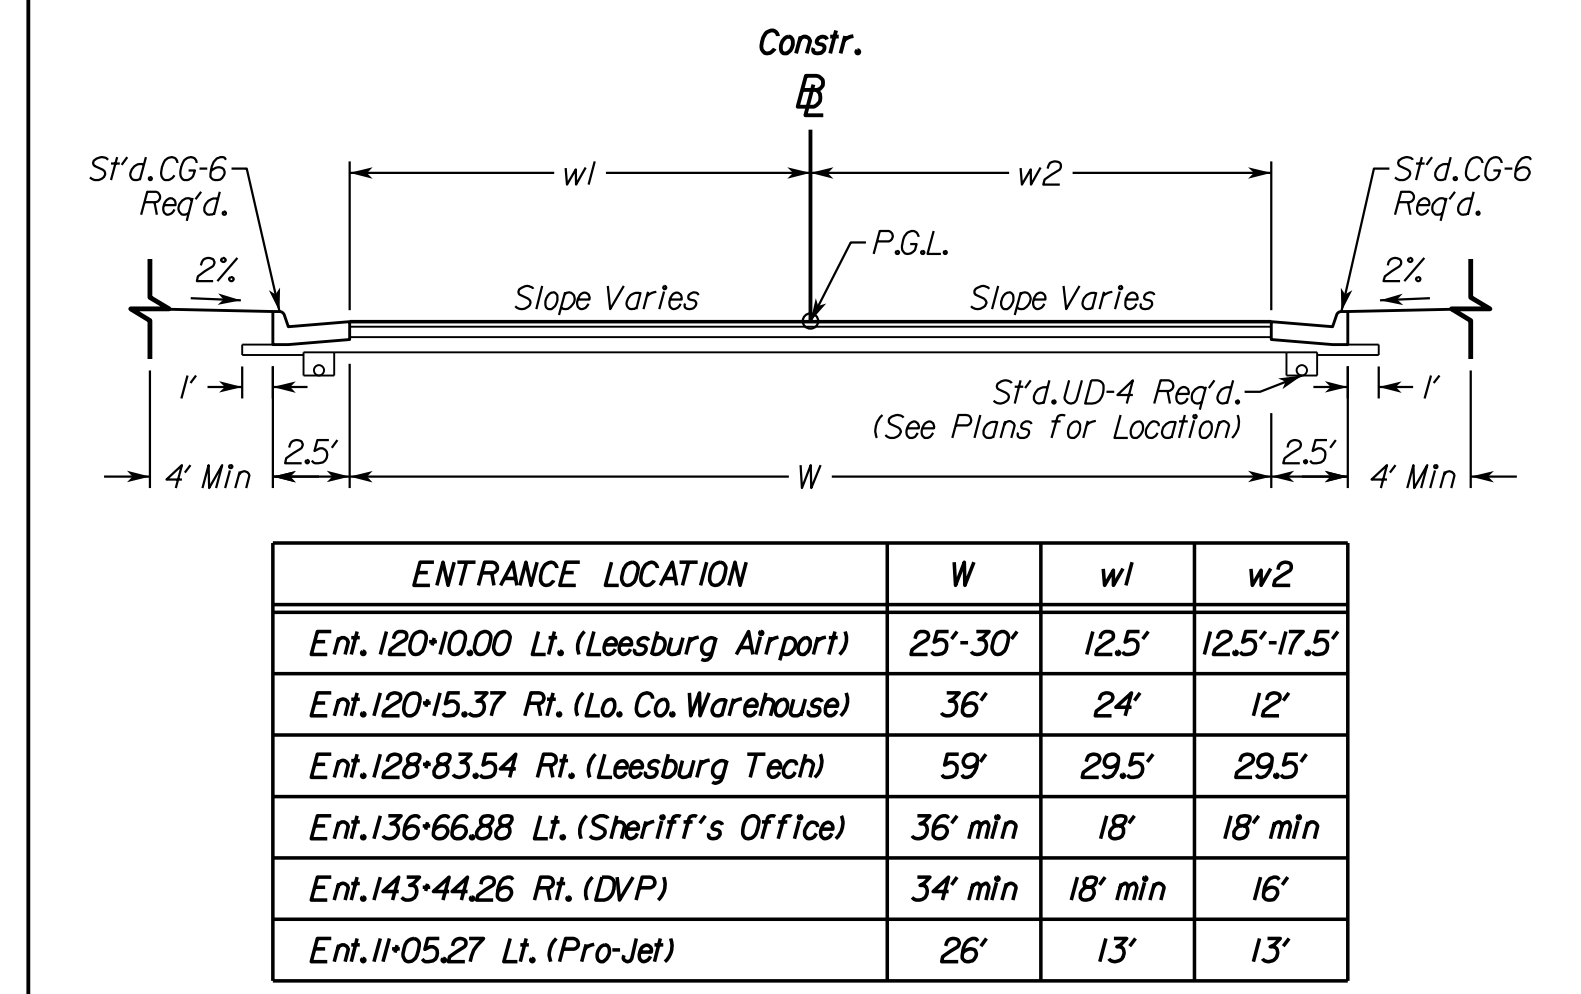 Constr.
BL
St'd. CG-6
Req'd.
w1
w2
St'd. CG-6
Req'd.
P.G.L.
2%
2%
Slope Varies
Slope Varies
1'
St'd. UD-4 Req'd.
(See Plans for Location)
1'
4' Min
2.5'
W
2.5'
4' Min
ENTRANCE LOCATION W w1 w2
Ent. 120+10.00 Lt. (Leesburg Airport) 25'-30' 12.5' 12.5'-17.5'
Ent. 120+15.37 Rt. (Lo. Co. Warehouse) 36' 24' 12'
Ent. 128+83.54 Rt. (Leesburg Tech) 59' 29.5' 29.5'
Ent. 136+66.88 Lt. (Sheriff's Office) 36' min 18' 18' min
Ent. 143+44.26 Rt. (DVP) 34' min 18' min 16'
Ent. 11+05.27 Lt. (Pro-Jet) 26' 13' 13'